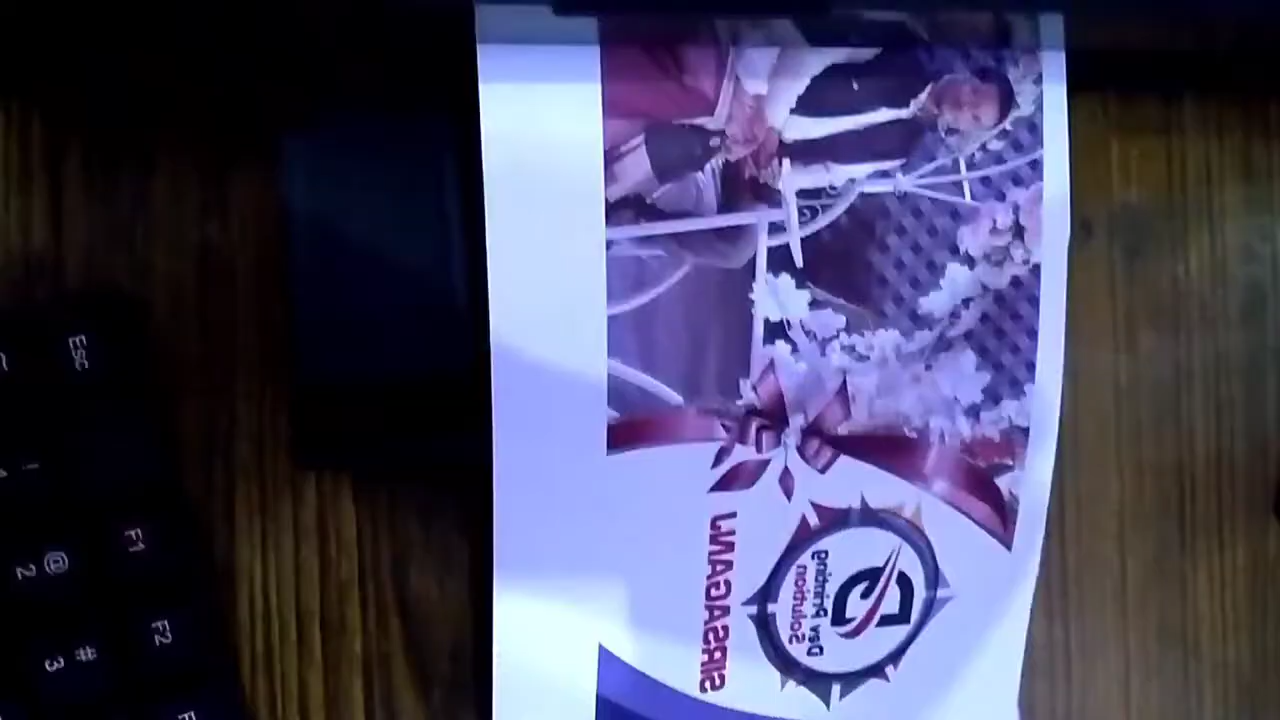 Dev Printing
Solution
SIRSAGANJ
Esc
F1
F2
!
@
2
#
3